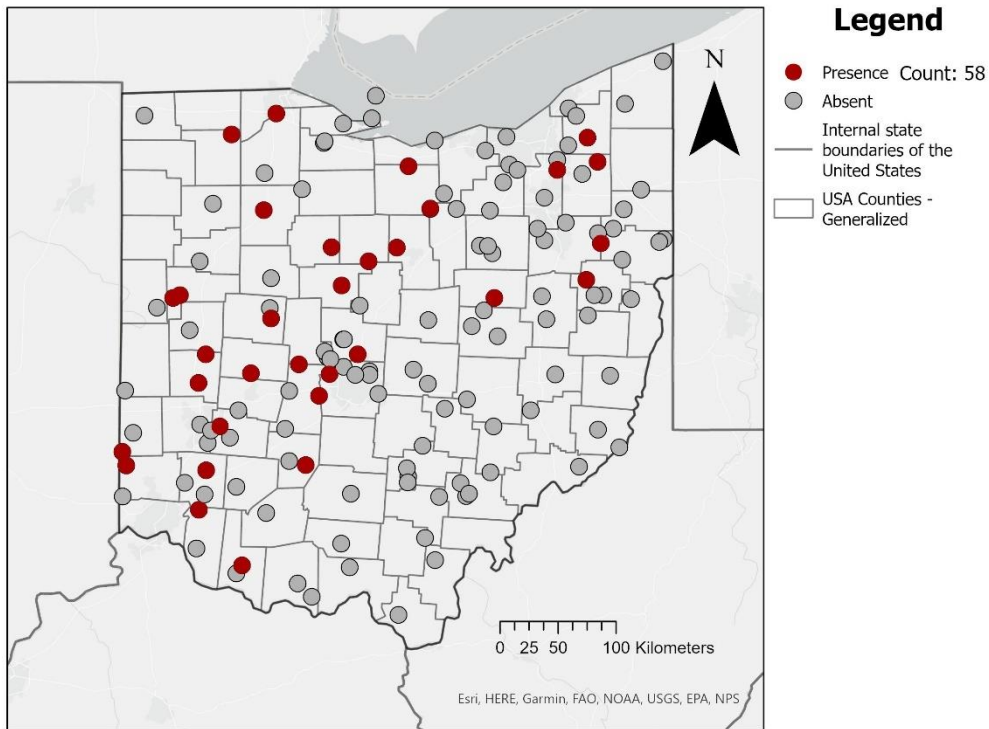 Legend
N
Presence Count: 58
Absent
Internal state
boundaries of the
United States
USA Counties -
Generalized
0 25 50 100 Kilometers
Esri, HERE, Garmin, FAO, NOAA, USGS, EPA, NPS